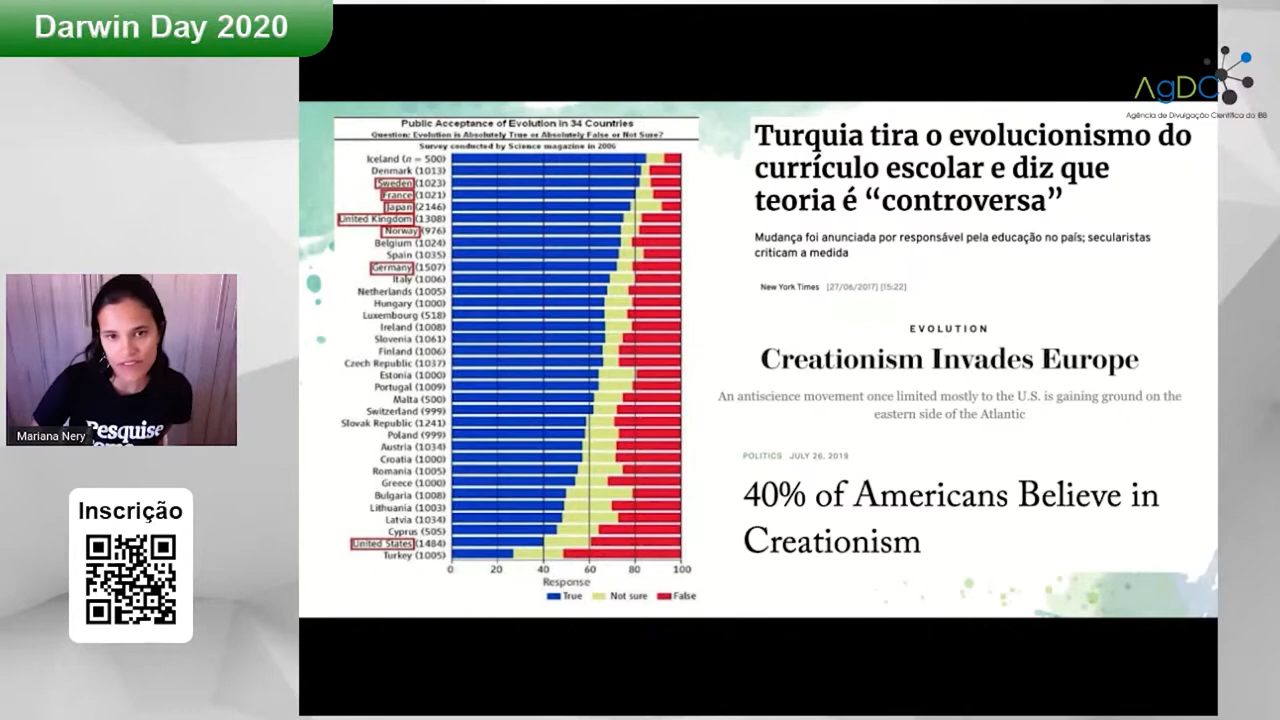 Darwin Day 2020
AgDC
Agência de Divulgação Científica do IBB
Public Acceptance of Evolution in 34 Countries
Question: Evolution is Absolutely True or Absolutely False or Not Sure?
Survey conducted by Science magazine in 2006
Iceland (n = 500)
Denmark (1013)
Sweden (1023)
France (1021)
Japan (2146)
United Kingdom (1308)
Norway (976)
Belgium (1024)
Spain (1035)
Germany (1507)
Italy (1006)
Netherlands (1005)
Hungary (1000)
Luxembourg (518)
Ireland (1008)
Slovenia (1061)
Finland (1006)
Czech Republic (1037)
Estonia (1000)
Portugal (1009)
Malta (500)
Switzerland (999)
Slovak Republic (1241)
Poland (999)
Austria (1034)
Croatia (1000)
Romania (1005)
Greece (1000)
Bulgaria (1008)
Lithuania (1003)
Latvia (1034)
Cyprus (505)
United States (1484)
Turkey (1005)
0 20 40 60 80 100
Response
True Not sure False
Turquia tira o evolucionismo do
currículo escolar e diz que
teoria é “controversa”
Mudança foi anunciada por responsável pela educação no país; secularistas
criticam a medida
New York Times [27/06/2017] [15:22]
EVOLUTION
Creationism Invades Europe
An antiscience movement once limited mostly to the U.S. is gaining ground on the
eastern side of the Atlantic
POLITICS JULY 26, 2019
40% of Americans Believe in
Creationism
Pesquise
Mariana Nery
Inscrição